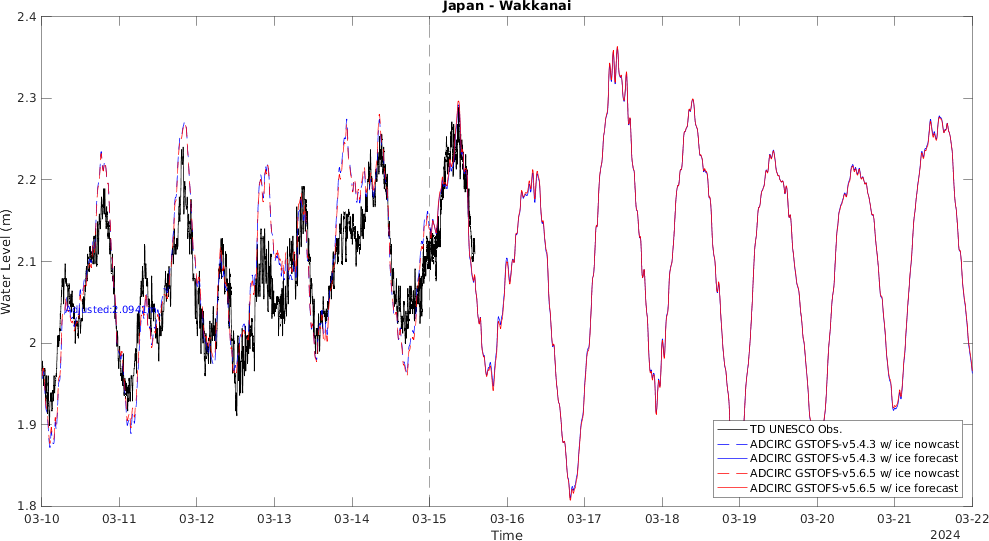 Japan - Wakkanai
Water Level (m)
2.4
2.3
2.2
2.1
2
1.9
1.8
03-10
03-11
03-12
03-13
03-14
03-15
03-16
03-17
03-18
03-19
03-20
03-21
03-22
Time
2024
TD UNESCO Obs.
ADCIRC GSTOFS-v5.4.3 w/ ice nowcast
ADCIRC GSTOFS-v5.4.3 w/ ice forecast
ADCIRC GSTOFS-v5.6.5 w/ ice nowcast
ADCIRC GSTOFS-v5.6.5 w/ ice forecast